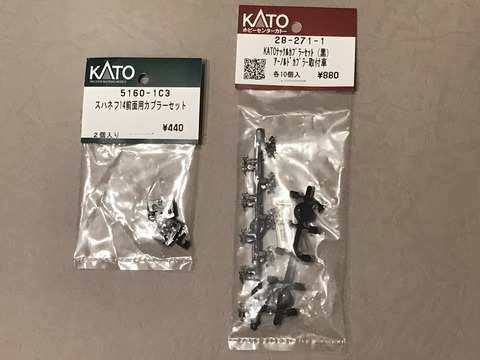 KATO
5160-1C3
スハネフ14前面用カプラーセット
¥440
2個入り
KATO
ホビーセンターカトー
28-271-1
KATOナックルカプラーセット (黒)
アーノルドカプラー取付車
各10個入
¥880